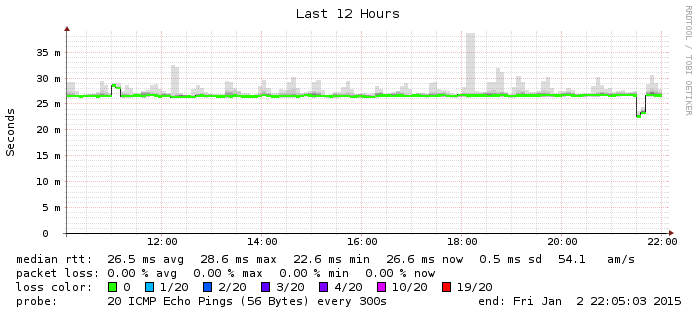 Last 12 Hours
RRDTOOL / TOBI OETIKER
Seconds
35 m
30 m
25 m
20 m
15 m
10 m
5 m
0
12:00 14:00 16:00 18:00 20:00 22:00
median rtt: 26.5 ms avg 28.6 ms max 22.6 ms min 26.6 ms now 0.5 ms sd 54.1 am/s
packet loss: 0.00 % avg 0.00 % max 0.00 % min 0.00 % now
loss color: 0 1/20 2/20 3/20 4/20 10/20 19/20
probe: 20 ICMP Echo Pings (56 Bytes) every 300s end: Fri Jan 2 22:05:03 2015